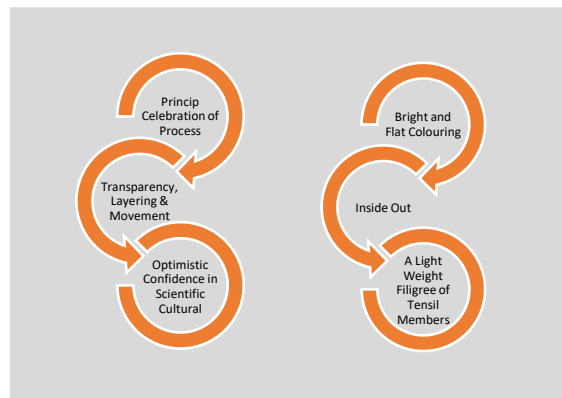 Princip
Celebration of
Process
Transparency,
Layering &
Movement
Optimistic
Confidence in
Scientific
Cultural
Bright and
Flat Colouring
Inside Out
A Light
Weight
Filigree of
Tensil
Members